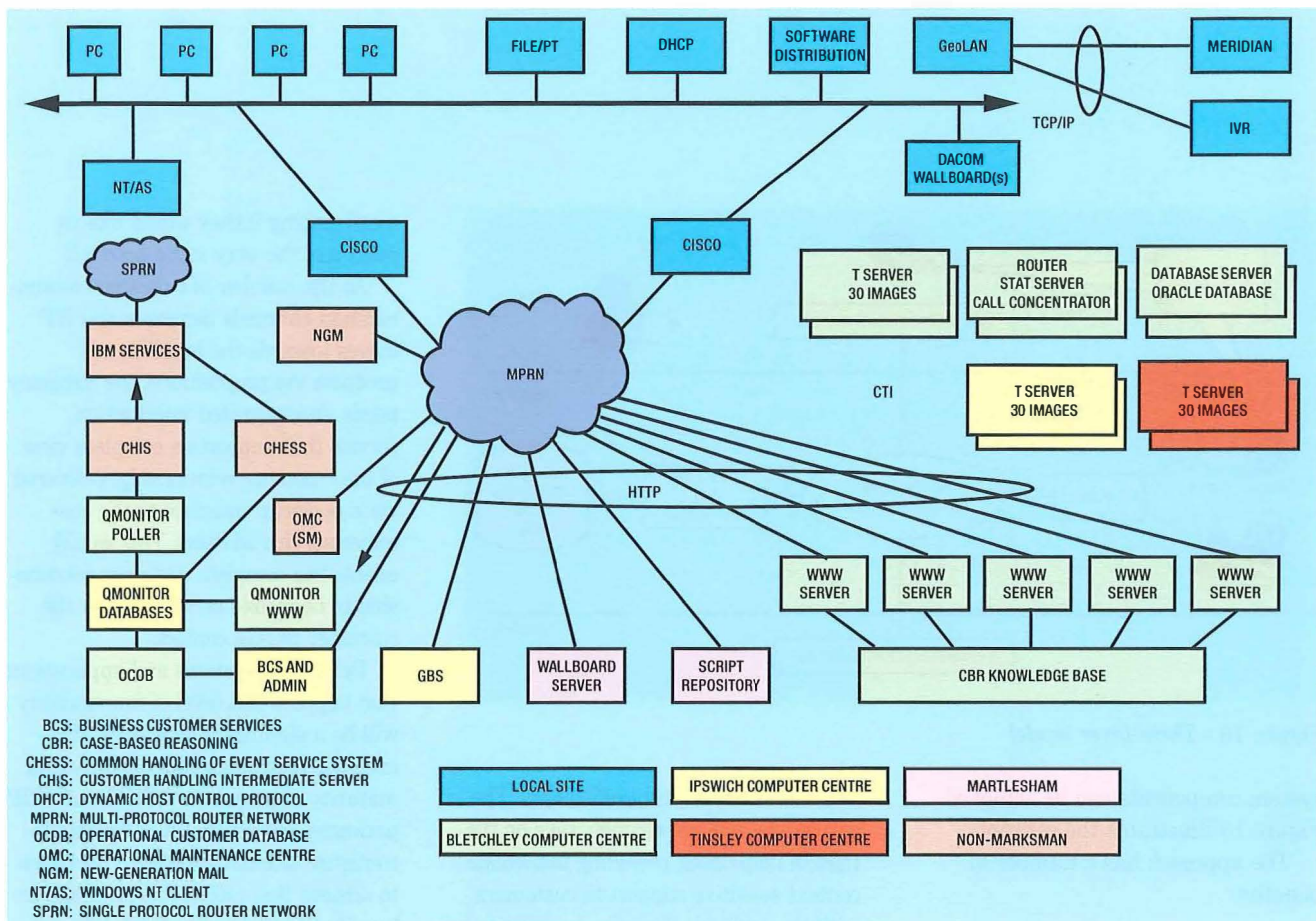 PC
PC
PC
PC
FILE/PT
DHCP
SOFTWARE
DISTRIBUTION
GeoLAN
MERIDIAN
TCP/IP
IVR
NT/AS
DACOM
WALLBOARD(s)
CISCO
CISCO
SPRN
NGM
MPRN
IBM SERVICES
T SERVER
30 IMAGES
ROUTER
STAT SERVER
CALL CONCENTRATOR
DATABASE SERVER
ORACLE DATABASE
CTI
T SERVER
30 IMAGES
T SERVER
30 IMAGES
CHIS
CHESS
HTTP
QMONITOR
POLLER
OMC
(SM)
QMONITOR
DATABASES
QMONITOR
WWW
WWW
SERVER
WWW
SERVER
WWW
SERVER
WWW
SERVER
WWW
SERVER
OCOB
BCS AND
ADMIN
GBS
WALLBOARD
SERVER
SCRIPT
REPOSITORY
CBR KNOWLEDGE BASE
BCS: BUSINESS CUSTOMER SERVICES
CBR: CASE-BASEO REASONING
CHESS: COMMON HANOLING OF EVENT SERVICE SYSTEM
CHiS: CUSTOMER HANDLING INTERMEDIATE SERVER
DHCP: DYNAMIC HOST CONTROL PROTOCOL
MPRN: MULTI-PROTOCOL ROUTER NETWORK
OCDB: OPERATIONAL CUSTOMER DATABASE
OMC: OPERATIONAL MAINTENANCE CENTRE
NGM: NEW-GENERATION MAIL
NT/AS: WINDOWS NT CLIENT
SPRN: SINGLE PROTOCOL ROUTER NETWORK
LOCAL SITE
IPSWICH COMPUTER CENTRE
MARTLESHAM
BLETCHLEY COMPUTER CENTRE
TINSLEY COMPUTER CENTRE
NON-MARKSMAN